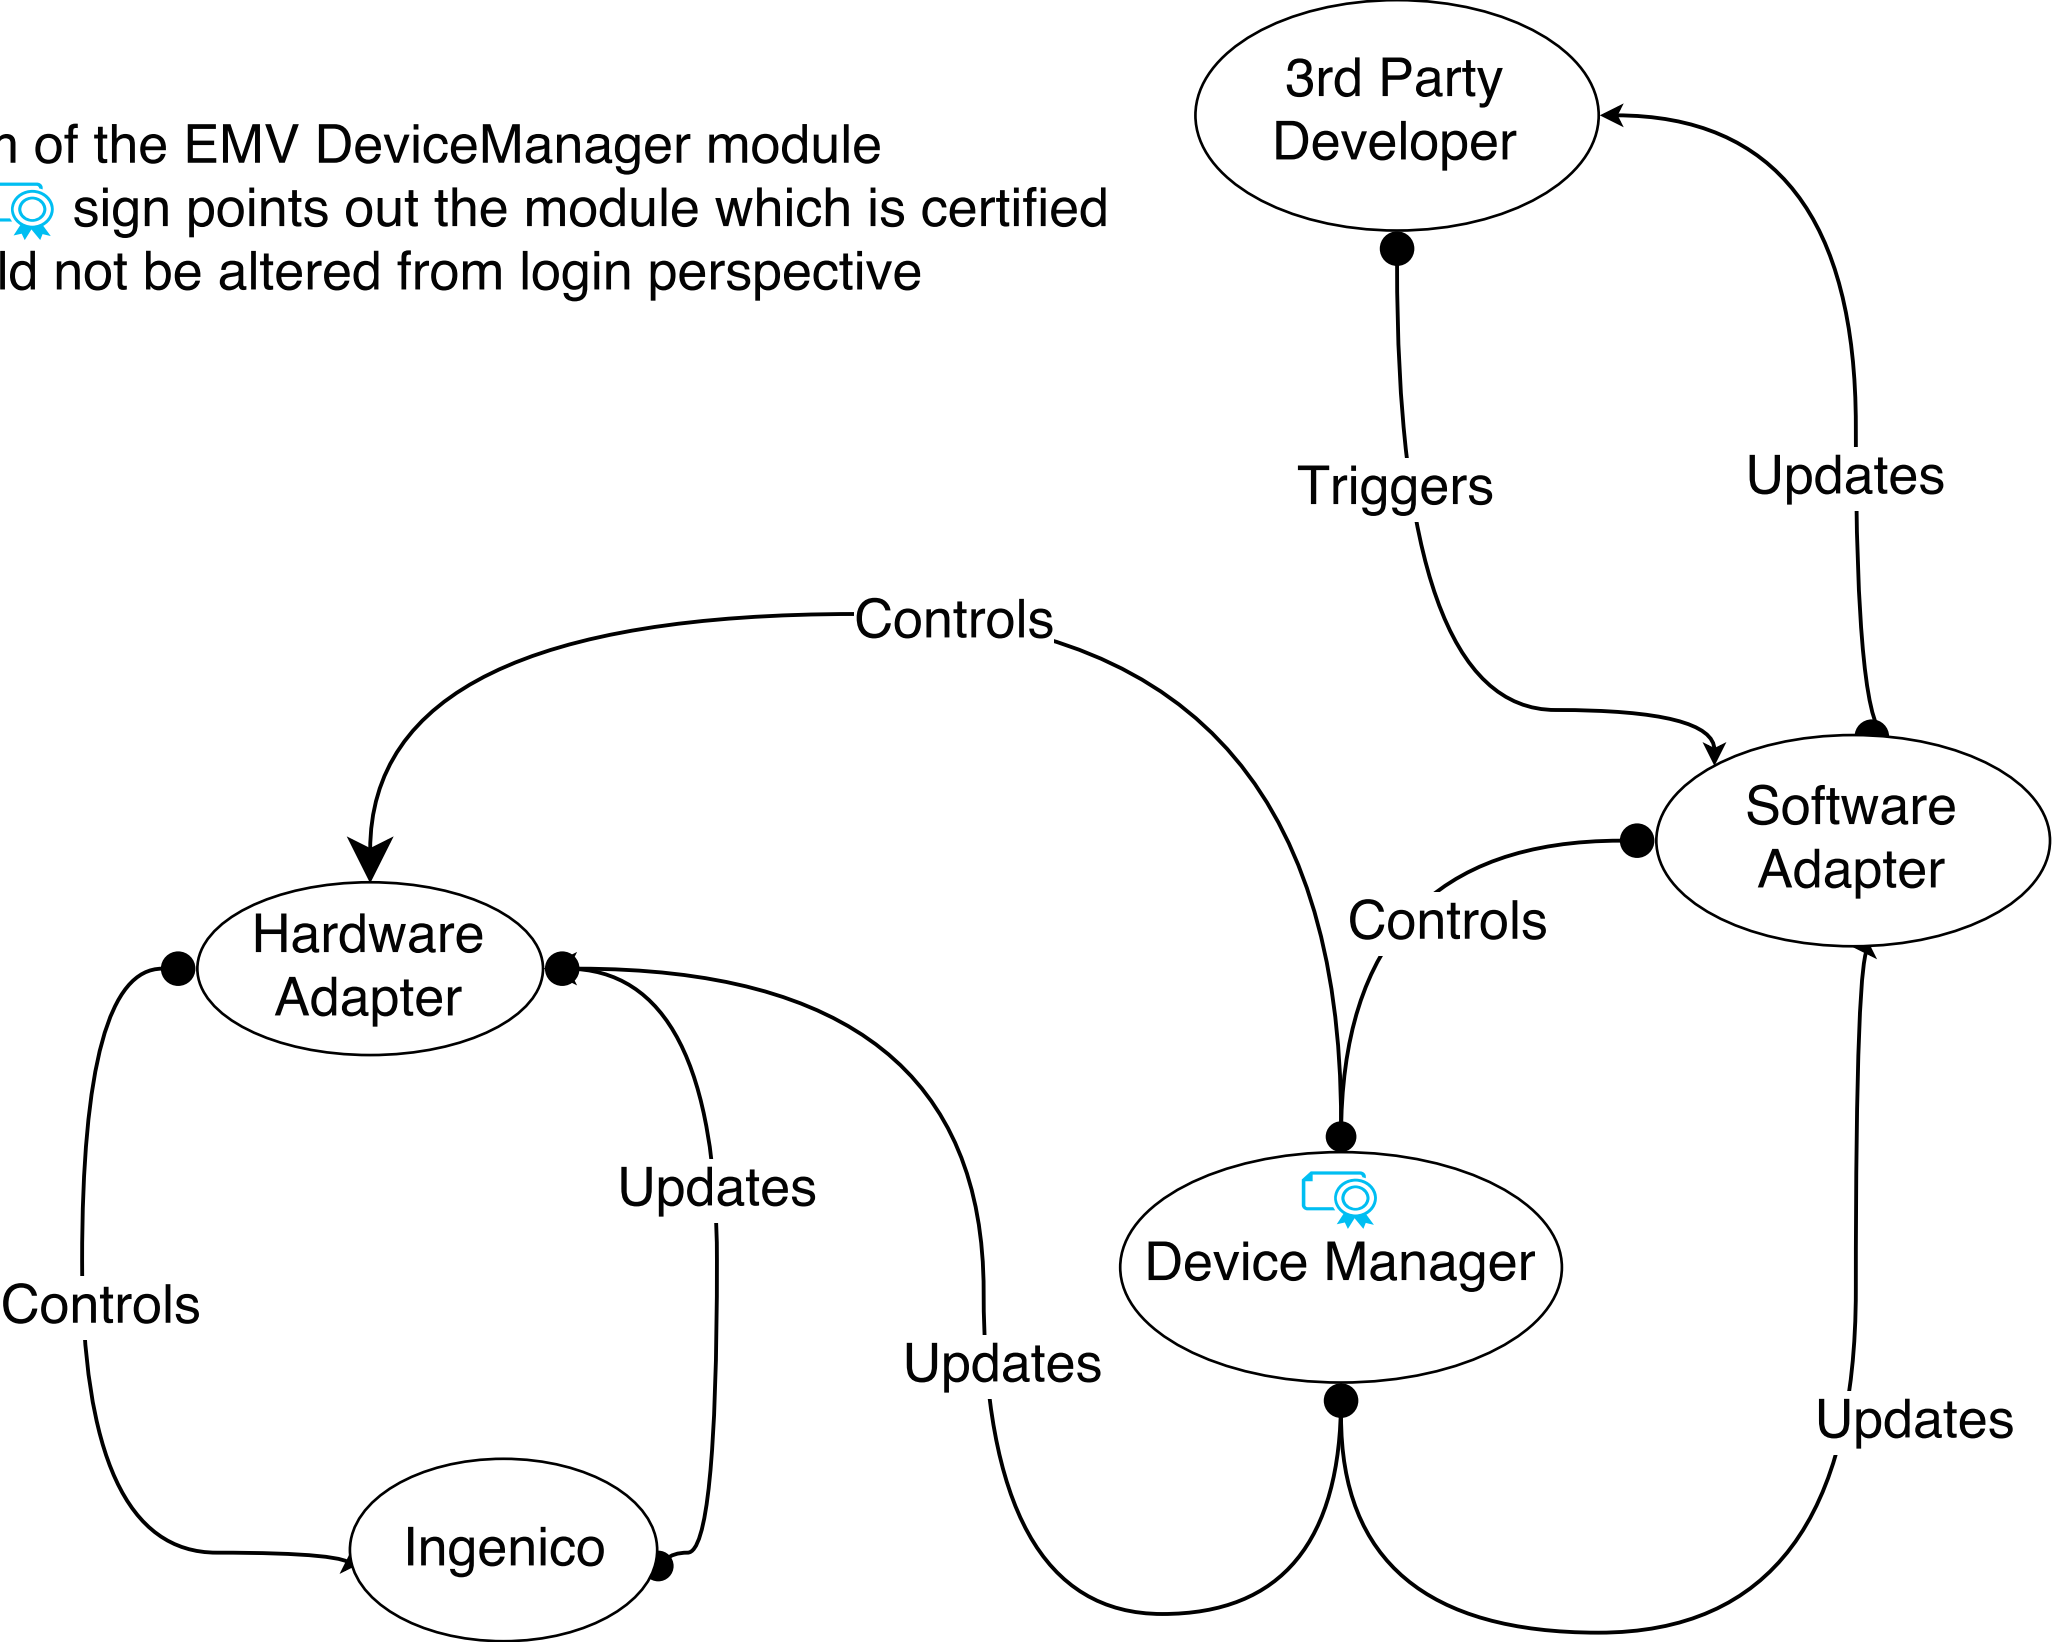 of the EMV DeviceManager module
sign points out the module which is certified
not be altered from login perspective
3rd Party
Developer
Triggers
Updates
Controls
Software
Adapter
Controls
Hardware
Adapter
Updates
Device Manager
Controls
Updates
Updates
Ingenico